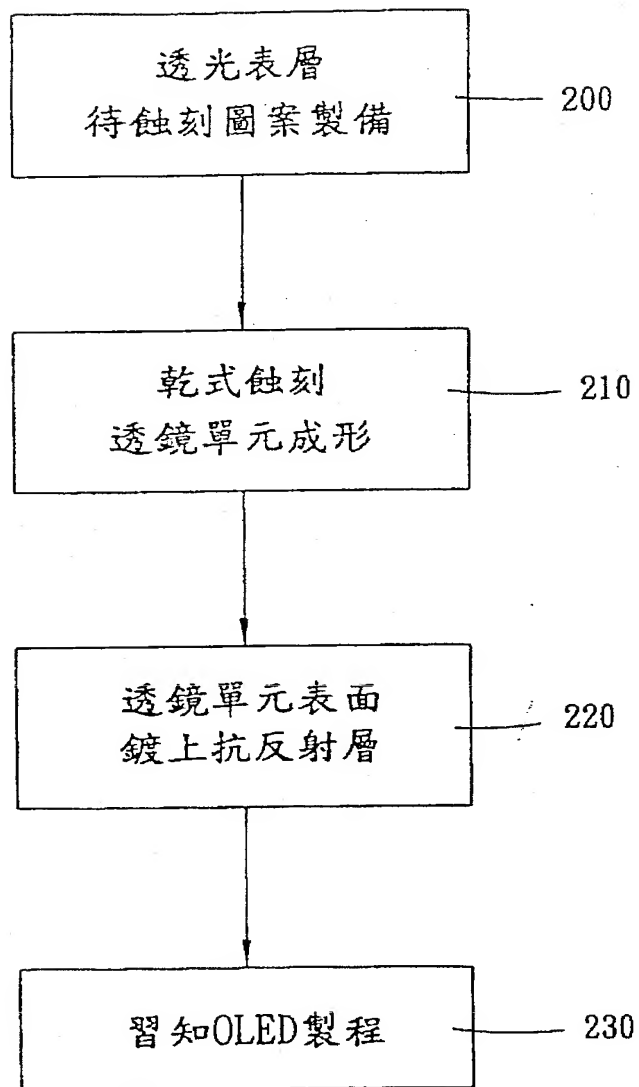 透光表層
待蝕刻圖案製備
200
乾式蝕刻
透鏡單元成形
210
透鏡單元表面
鍍上抗反射層
220
習知OLED製程
230